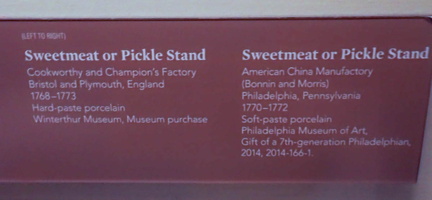 (LEFT TO RIGHT)
Sweetmeat or Pickle Stand
Cookworthy and Champion's Factory
Bristol and Plymouth, England
1768–1773
Hard-paste porcelain
Winterthur Museum, Museum purchase
Sweetmeat or Pickle Stand
American China Manufactory
(Bonnin and Morris)
Philadelphia, Pennsylvania
1770–1772
Soft-paste porcelain
Philadelphia Museum of Art,
Gift of a 7th-generation Philadelphian,
2014, 2014-166-1.